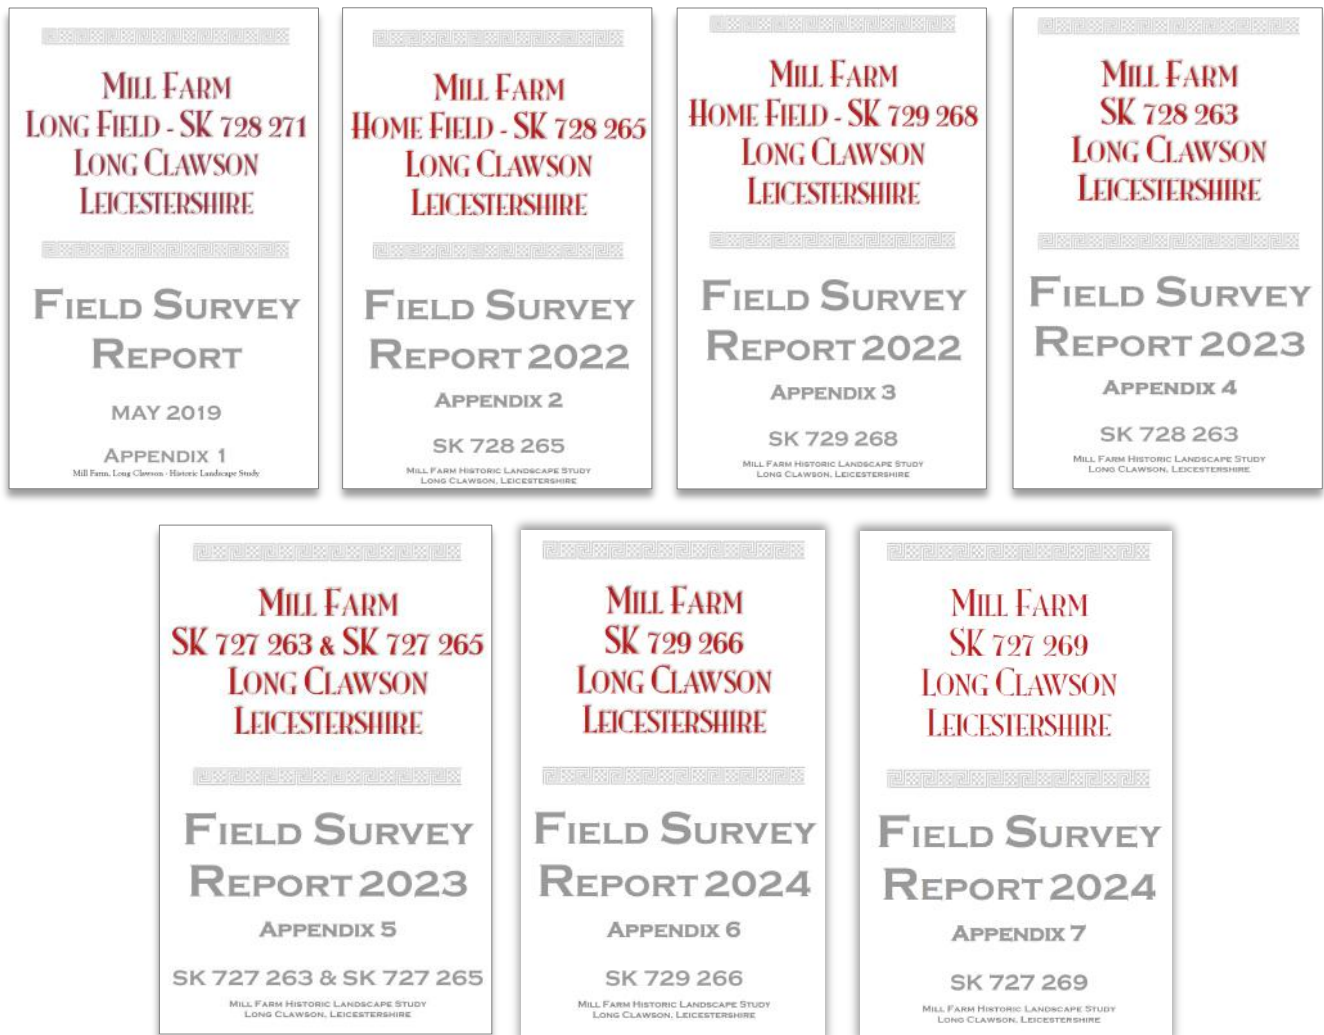 MILL FARM
LONG FIELD - SK 728 271
LONG CLAWSON
LEICESTERSHIRE
FIELD SURVEY
REPORT
MAY 2019
APPENDIX 1
Mill Farm, Long Clawson - Historic Landscape Study
MILL FARM
HOME FIELD - SK 728 265
LONG CLAWSON
LEICESTERSHIRE
FIELD SURVEY
REPORT 2022
APPENDIX 2
SK 728 265
MILL FARM HISTORIC LANDSCAPE STUDY
LONG CLAWSON, LEICESTERSHIRE
MILL FARM
HOME FIELD - SK 729 268
LONG CLAWSON
LEICESTERSHIRE
FIELD SURVEY
REPORT 2022
APPENDIX 3
SK 729 268
MILL FARM HISTORIC LANDSCAPE STUDY
LONG CLAWSON, LEICESTERSHIRE
MILL FARM
SK 728 263
LONG CLAWSON
LEICESTERSHIRE
FIELD SURVEY
REPORT 2023
APPENDIX 4
SK 728 263
MILL FARM HISTORIC LANDSCAPE STUDY
LONG CLAWSON, LEICESTERSHIRE
MILL FARM
SK 727 263 & SK 727 265
LONG CLAWSON
LEICESTERSHIRE
FIELD SURVEY
REPORT 2023
APPENDIX 5
SK 727 263 & SK 727 265
MILL FARM HISTORIC LANDSCAPE STUDY
LONG CLAWSON, LEICESTERSHIRE
MILL FARM
SK 729 266
LONG CLAWSON
LEICESTERSHIRE
FIELD SURVEY
REPORT 2024
APPENDIX 6
SK 729 266
MILL FARM HISTORIC LANDSCAPE STUDY
LONG CLAWSON, LEICESTERSHIRE
MILL FARM
SK 727 269
LONG CLAWSON
LEICESTERSHIRE
FIELD SURVEY
REPORT 2024
APPENDIX 7
SK 727 269
MILL FARM HISTORIC LANDSCAPE STUDY
LONG CLAWSON, LEICESTERSHIRE